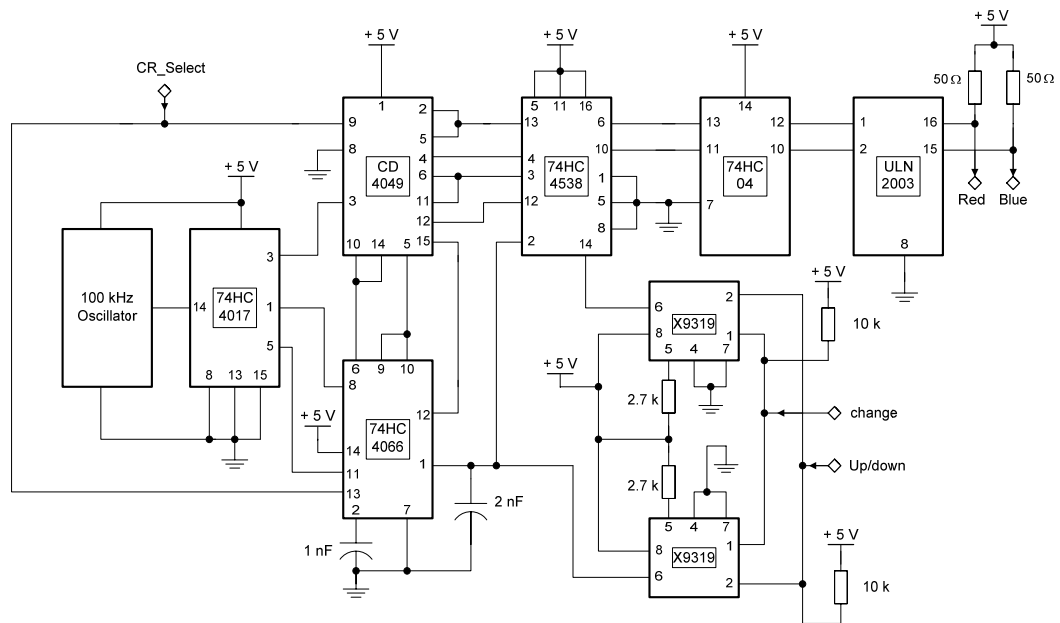 + 5 V
+ 5 V
+ 5 V
+ 5 V
CR_Select
50 Ω
50 Ω
9
1
2
5
8
4
6
3
11
12
10
14
5
15
CD
4049
5
11
16
13
6
4
10
3
1
12
5
8
2
14
74HC
4538
14
13
12
11
10
7
74HC
04
1
16
2
15
8
ULN
2003
Red
Blue
+ 5 V
100 kHz
Oscillator
3
14
1
5
8
13
15
74HC
4017
6
9
10
8
12
14
1
11
13
2
7
74HC
4066
+ 5 V
1 nF
2 nF
+ 5 V
2
6
8
1
5
4
7
X9319
+ 5 V
10 k
2.7 k
2.7 k
change
Up/down
5
4
7
8
1
6
2
X9319
+ 5 V
10 k